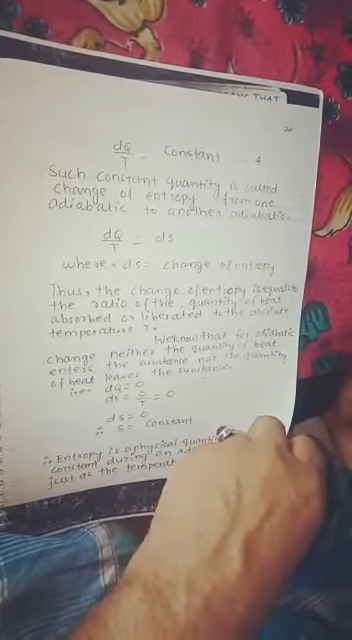 THAT
dQ/T = Constant ... 4
Such constant quantity is called
change of entropy from one
adiabatic to another adiabatic.
dQ/T = ds
where, ds = change of entropy
Thus, the change of entropy is equals to
the ratio of the quantity of heat
absorbed or liberated to the absolute
temperature T.
We know that for adiabatic
change neither the quantity of heat
enters the substance nor the quantity
of heat leaves the substance.
i.e. dQ = 0
ds = 0/T = 0
ds = 0
∴ s = Constant
∴ Entropy is a physical
constant during an
just as the